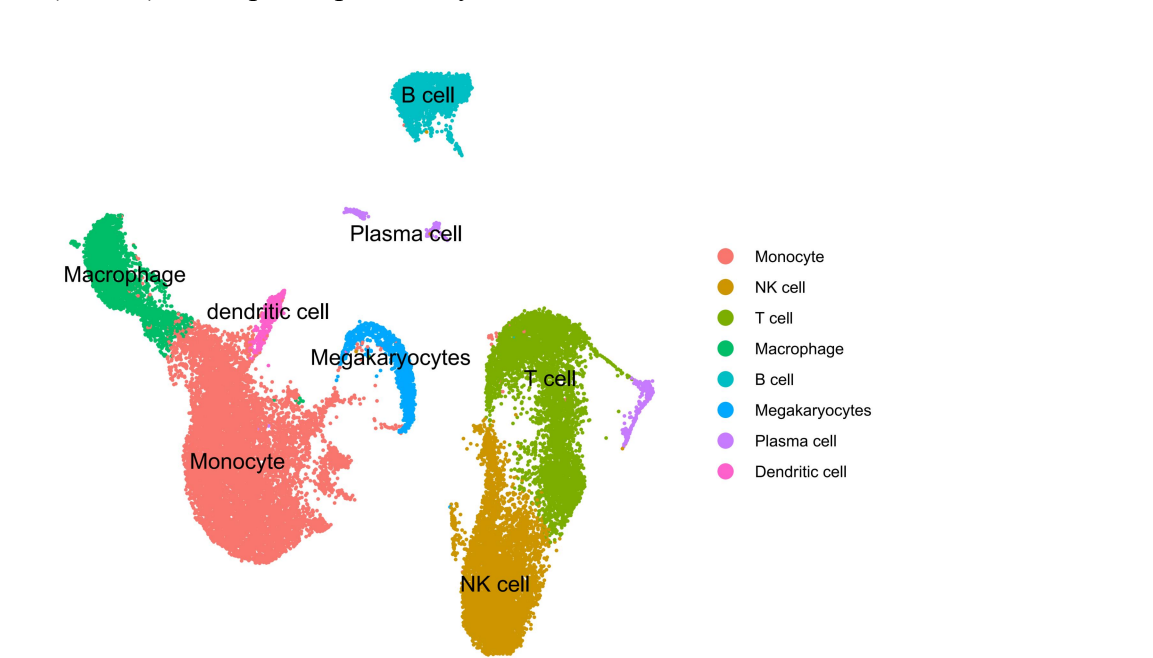 B cell
Plasma cell
Macrophage
dendritic cell
Megakaryocytes
T cell
Monocyte
NK cell
Monocyte
NK cell
T cell
Macrophage
B cell
Megakaryocytes
Plasma cell
Dendritic cell